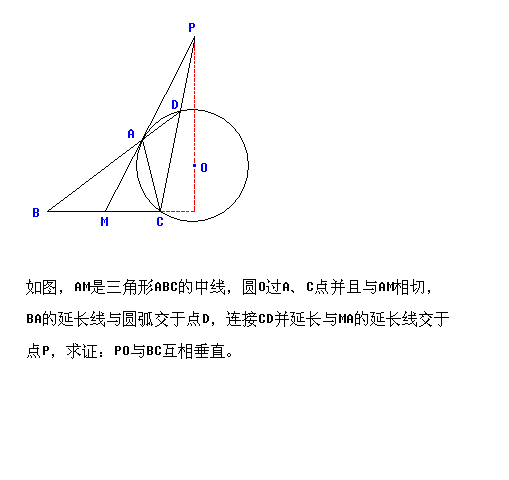 P
D
A
O
B
M
C
如图，AM是三角形ABC的中线，圆O过A、C点并且与AM相切，
BA的延长线与圆弧交于点D，连接CD并延长与MA的延长线交于
点P，求证：PO与BC互相垂直。